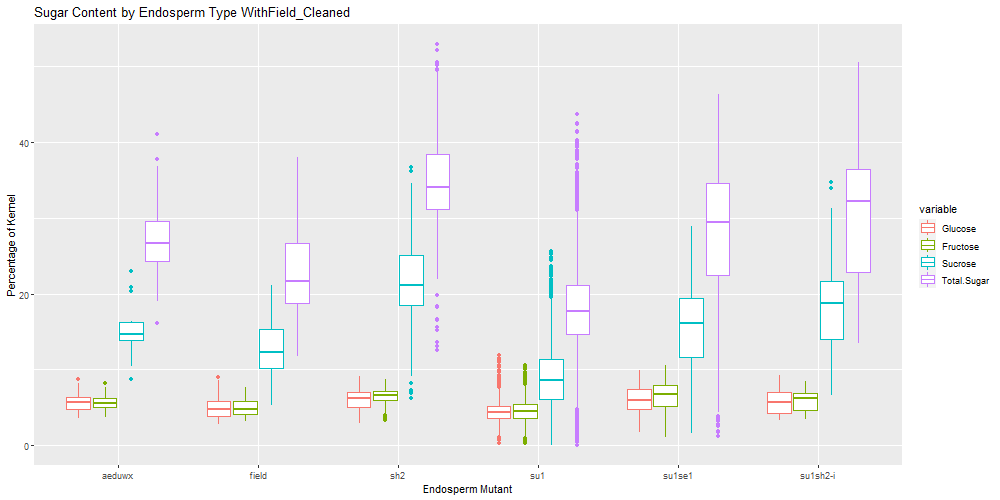 Sugar Content by Endosperm Type WithField_Cleaned
Percentage of Kernel
40
20
0
aeduwx
field
sh2
su1
su1se1
su1sh2-i
Endosperm Mutant
variable
Glucose
Fructose
Sucrose
Total.Sugar